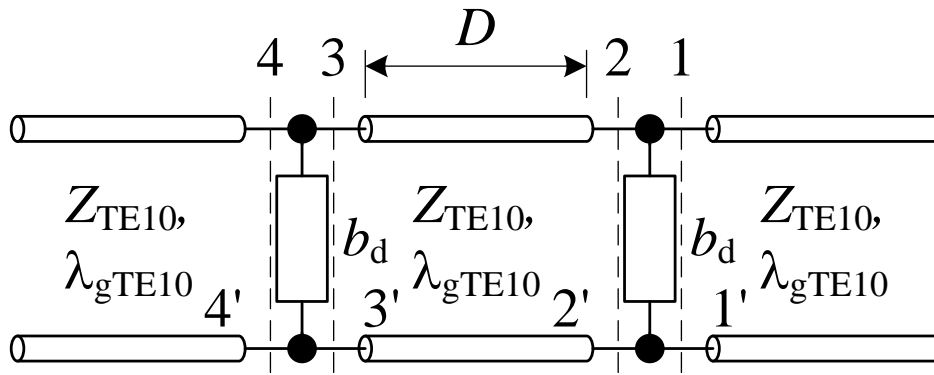 D
4 3 2 1
Z_TE10, b_d Z_TE10, b_d Z_TE10,
λ_gTE10 λ_gTE10 λ_gTE10
4' 3' 2' 1'